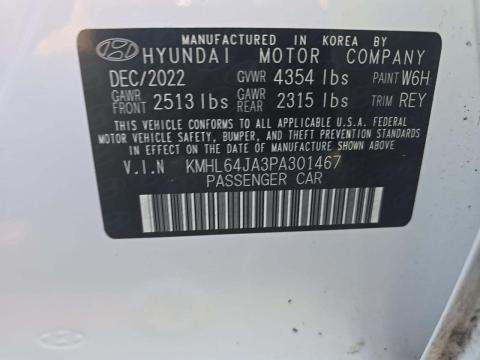 MANUFACTURED IN KOREA BY
HYUNDAI MOTOR COMPANY
DEC/2022 GVWR 4354 lbs PAINT W6H
GAWR FRONT 2513 lbs GAWR REAR 2315 lbs TRIM REY
THIS VEHICLE CONFORMS TO ALL APPLICABLE U.S.A. FEDERAL
MOTOR VEHICLE SAFETY, BUMPER, AND THEFT PREVENTION STANDARDS
IN EFFECT ON THE DATE OF MANUFACTURE SHOWN ABOVE.
V.I.N KMHL64JA3PA301467
PASSENGER CAR